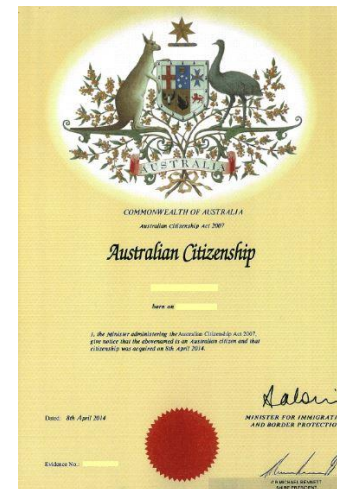 AUSTRALIA
COMMONWEALTH OF AUSTRALIA
Australian Citizenship Act 2007
Australian Citizenship
born on
I, the Minister administering the Australian Citizenship Act 2007,
give notice that the abovenamed is an Australian citizen and that
citizenship was acquired on 8th April 2014.
Dated: 8th April 2014
MINISTER FOR IMMIGRATI
AND BORDER PROTECTIO
Evidence No.:
MICHAEL BENNETT